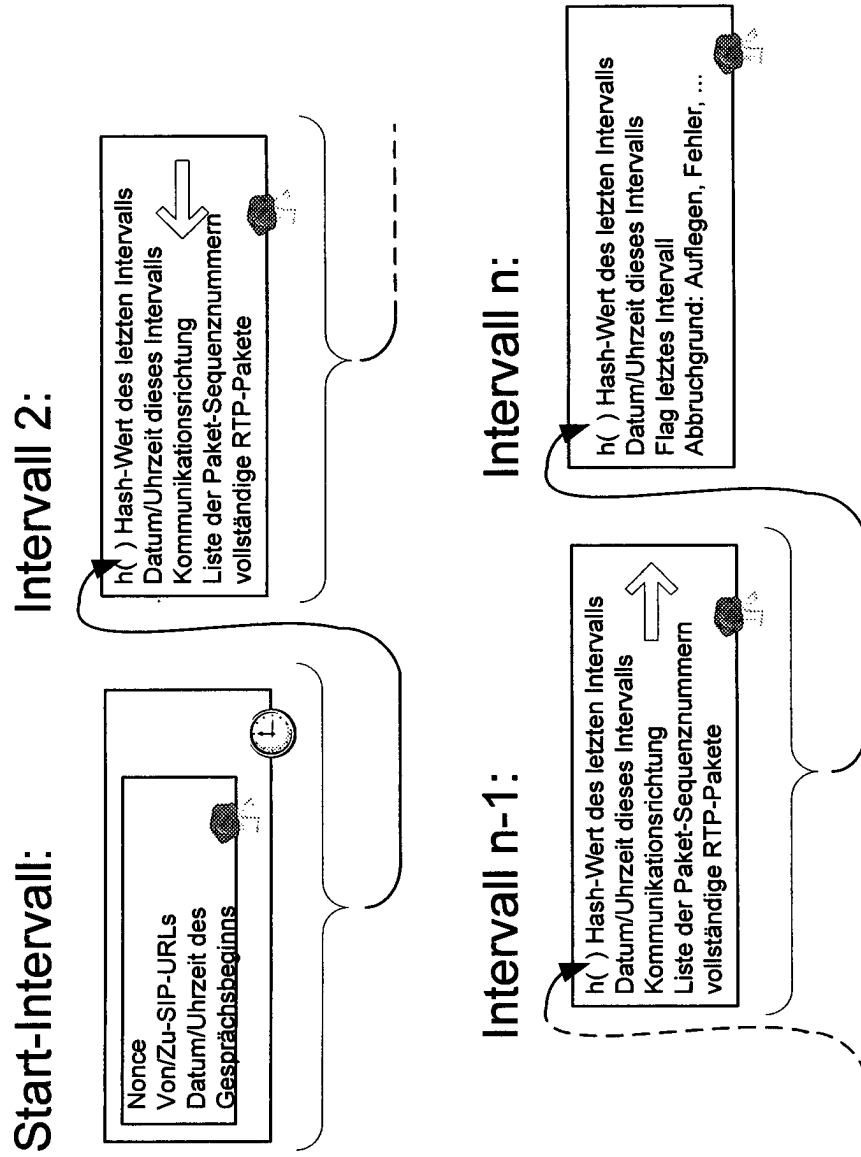 Start-Intervall:
Nonce
Von/Zu-SIP-URLs
Datum/Uhrzeit des
Gesprächsbeginns
Intervall 2:
h( ) Hash-Wert des letzten Intervalls
Datum/Uhrzeit dieses Intervalls
Kommunikationsrichtung
Liste der Paket-Sequenznummern
vollständige RTP-Pakete
Intervall n-1:
h( ) Hash-Wert des letzten Intervalls
Datum/Uhrzeit dieses Intervalls
Kommunikationsrichtung
Liste der Paket-Sequenznummern
vollständige RTP-Pakete
Intervall n:
h( ) Hash-Wert des letzten Intervalls
Datum/Uhrzeit dieses Intervalls
Flag letztes Intervall
Abbruchgrund: Auflegen, Fehler, ...